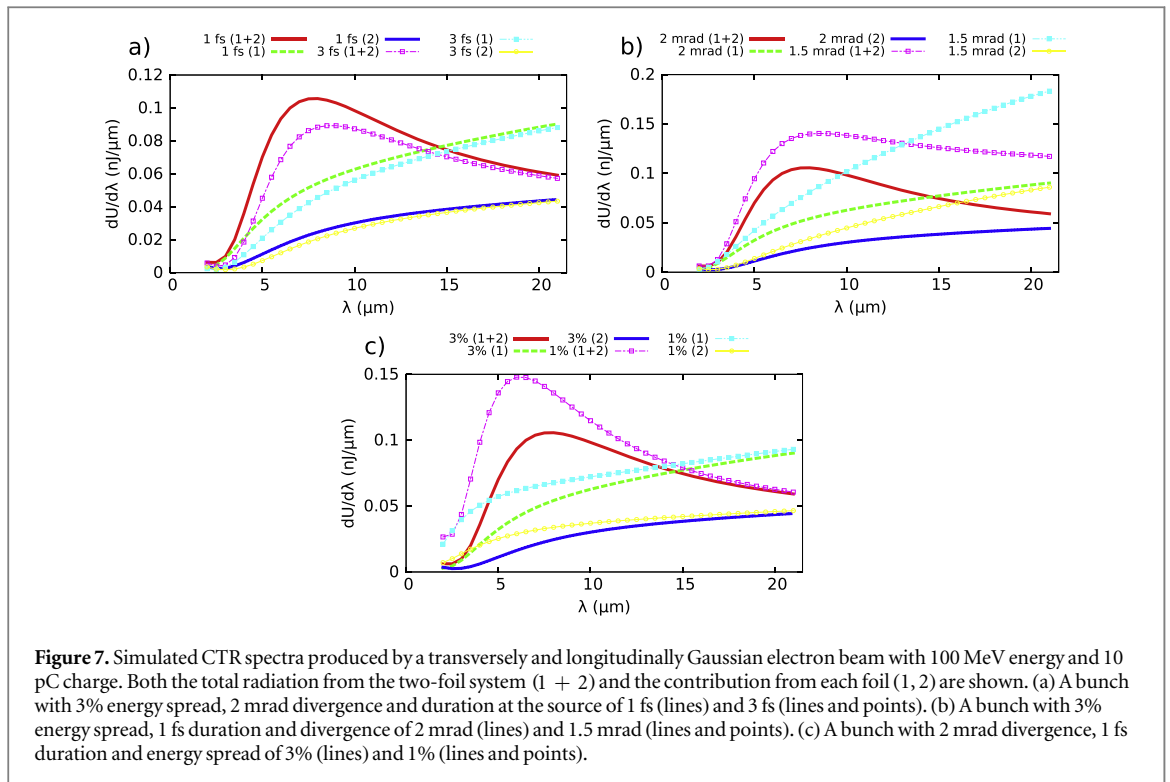 a)
1 fs (1+2) 1 fs (2) 3 fs (1)
1 fs (1) 3 fs (1+2) 3 fs (2)
0.12
0.1
0.08
0.06
0.04
0.02
0
dU/dλ (nJ/μm)
0 5 10 15 20
λ (μm)
b)
2 mrad (1+2) 2 mrad (2) 1.5 mrad (1)
2 mrad (1) 1.5 mrad (1+2) 1.5 mrad (2)
0.2
0.15
0.1
0.05
0
dU/dλ (nJ/μm)
0 5 10 15 20
λ (μm)
c)
3% (1+2) 3% (2) 1% (1)
3% (1) 1% (1+2) 1% (2)
0.15
0.1
0.05
0
dU/dλ (nJ/μm)
0 5 10 15 20
λ (μm)
Figure 7. Simulated CTR spectra produced by a transversely and longitudinally Gaussian electron beam with 100 MeV energy and 10
pC charge. Both the total radiation from the two-foil system (1 + 2) and the contribution from each foil (1, 2) are shown. (a) A bunch
with 3% energy spread, 2 mrad divergence and duration at the source of 1 fs (lines) and 3 fs (lines and points). (b) A bunch with 3%
energy spread, 1 fs duration and divergence of 2 mrad (lines) and 1.5 mrad (lines and points). (c) A bunch with 2 mrad divergence, 1 fs
duration and energy spread of 3% (lines) and 1% (lines and points).